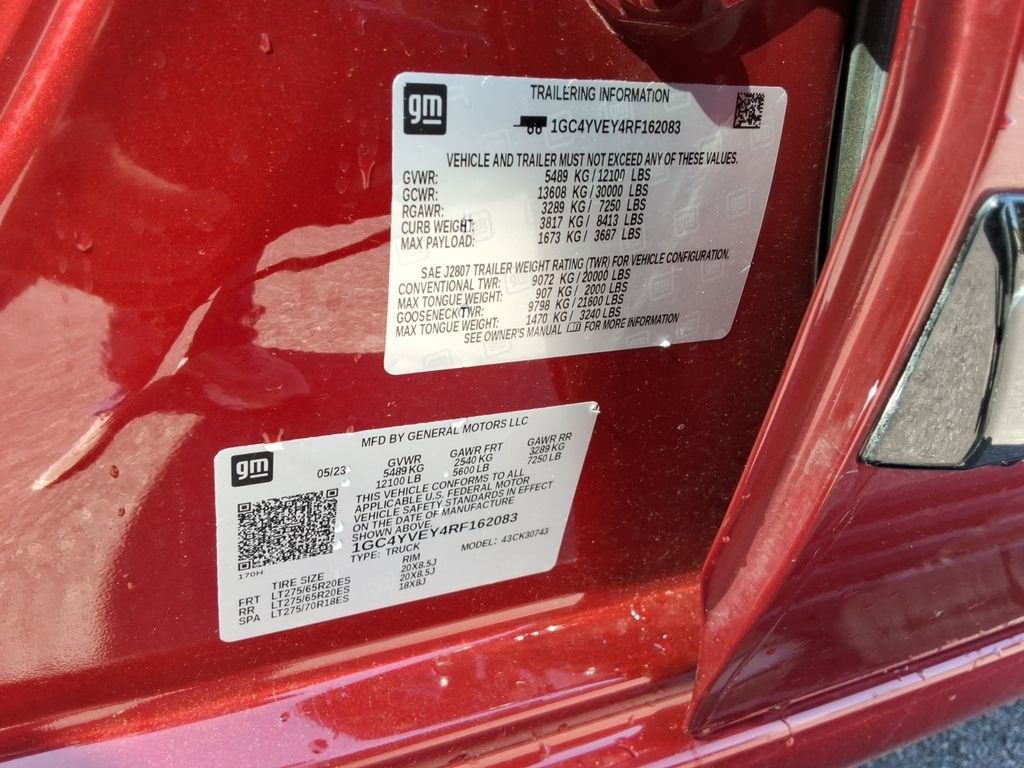 gm
TRAILERING INFORMATION
1GC4YVEY4RF162083
VEHICLE AND TRAILER MUST NOT EXCEED ANY OF THESE VALUES.
GVWR: 5489 KG / 12100 LBS
GCWR: 13608 KG / 30000 LBS
RGAWR: 3289 KG / 7250 LBS
CURB WEIGHT: 3817 KG / 8413 LBS
MAX PAYLOAD: 1673 KG / 3687 LBS
SAE J2807 TRAILER WEIGHT RATING (TWR) FOR VEHICLE CONFIGURATION.
CONVENTIONAL TWR: 9072 KG / 20000 LBS
MAX TONGUE WEIGHT: 907 KG / 2000 LBS
GOOSENECK TWR: 9798 KG / 21600 LBS
MAX TONGUE WEIGHT: 1470 KG / 3240 LBS
SEE OWNER'S MANUAL FOR MORE INFORMATION
gm
MFD BY GENERAL MOTORS LLC
05/23 GVWR GAWR FRT GAWR RR
5489 KG 2540 KG 3289 KG
12100 LB 5600 LB 7250 LB
THIS VEHICLE CONFORMS TO ALL
APPLICABLE U.S. FEDERAL MOTOR
VEHICLE SAFETY STANDARDS IN EFFECT
ON THE DATE OF MANUFACTURE
SHOWN ABOVE.
1GC4YVEY4RF162083
TYPE: TRUCK MODEL: 43CK30743
170H
TIRE SIZE RIM
FRT LT275/65R20ES 20X8.5J
RR LT275/65R20ES 20X8.5J
SPA LT275/70R18ES 18X8J